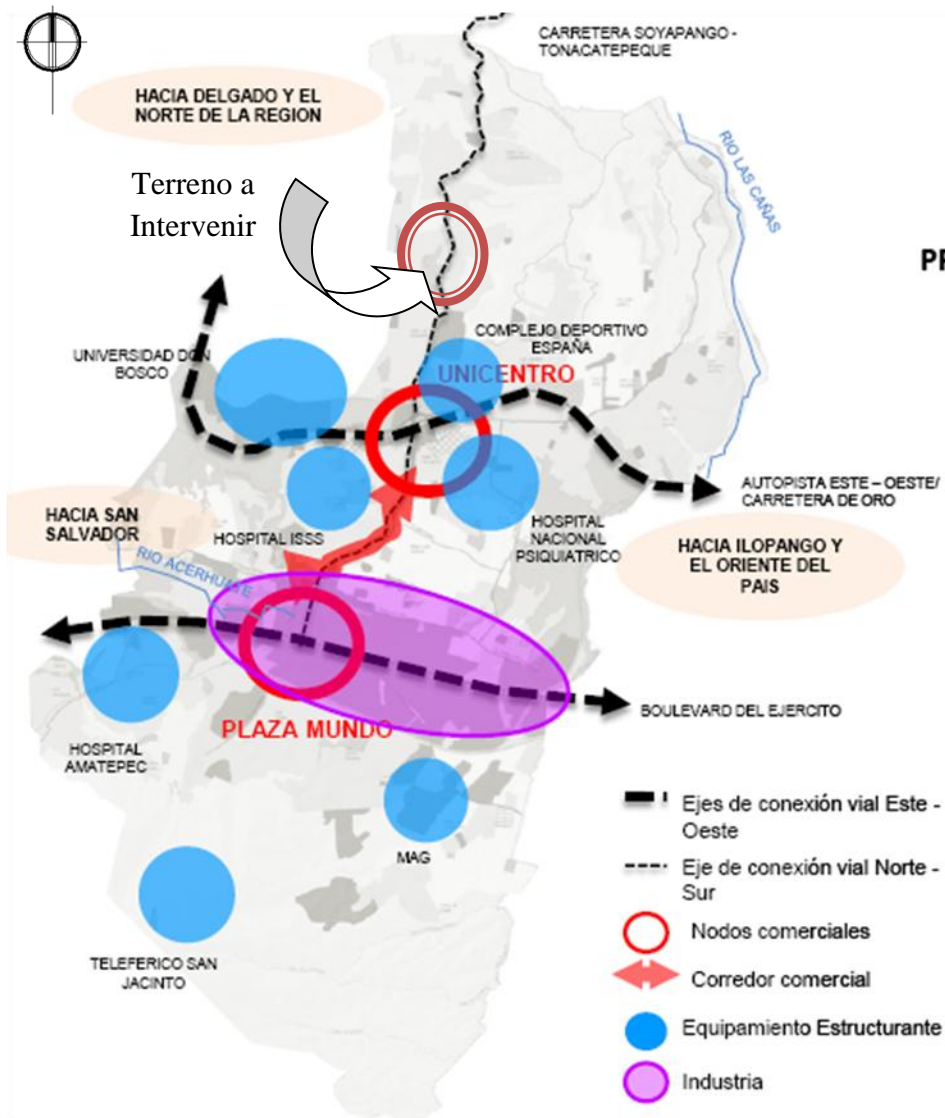 CARRETERA SOYAPANGO -
TONACATEPEQUE
HACIA DELGADO Y EL
NORTE DE LA REGION
RIO LAS CAÑAS
Terreno a
Intervenir
PR
COMPLEJO DEPORTIVO
ESPAÑA
UNIVERSIDAD DON
BOSCO
UNICENTRO
AUTOPISTA ESTE – OESTE/
CARRETERA DE ORO
HACIA SAN
SALVADOR
HOSPITAL ISSS
HOSPITAL
NACIONAL
PSIQUIATRICO
HACIA ILOPANGO Y
EL ORIENTE DEL
PAIS
RIO ACERHUATE
BOULEVARD DEL EJERCITO
PLAZA MUNDO
HOSPITAL
AMATEPEC
MAG
TELEFERICO SAN
JACINTO
Ejes de conexión vial Este -
Oeste
Eje de conexión vial Norte -
Sur
Nodos comerciales
Corredor comercial
Equipamiento Estructurante
Industria